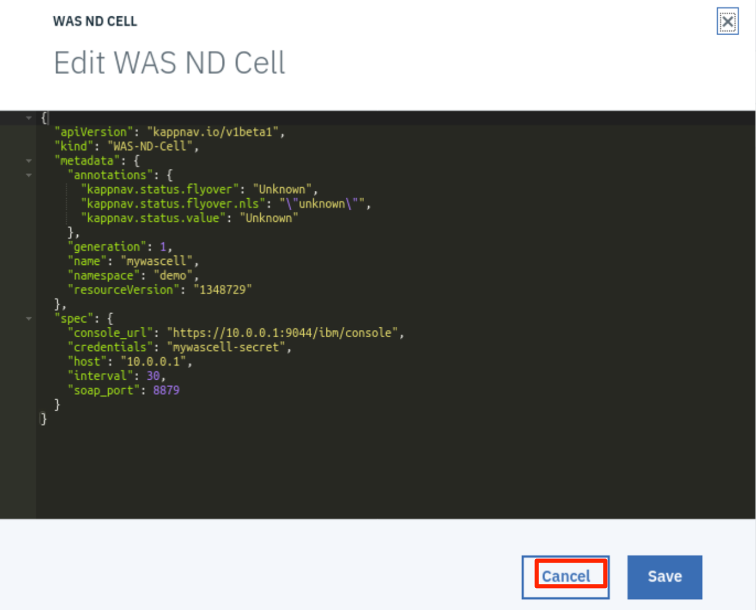 WAS ND CELL
Edit WAS ND Cell
{
"apiVersion": "kappnav.io/v1beta1",
"kind": "WAS-ND-Cell",
"metadata": {
"annotations": {
"kappnav.status.flyover": "Unknown",
"kappnav.status.flyover.nls": "\"unknown\"",
"kappnav.status.value": "Unknown"
},
"generation": 1,
"name": "mywascell",
"namespace": "demo",
"resourceVersion": "1348729"
},
"spec": {
"console_url": "https://10.0.0.1:9044/ibm/console",
"credentials": "mywascell-secret",
"host": "10.0.0.1",
"interval": 30,
"soap_port": 8879
}
}
Cancel Save